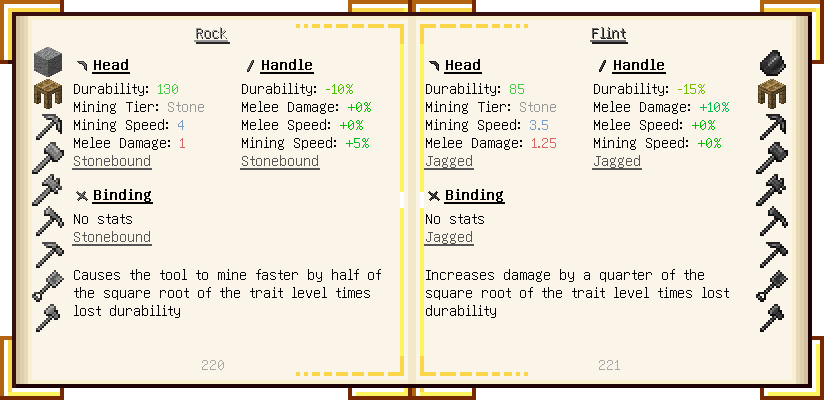 Rock
Head
Durability: 130
Mining Tier: Stone
Mining Speed: 4
Melee Damage: 1
Stonebound
Handle
Durability: -10%
Melee Damage: +0%
Melee Speed: +0%
Mining Speed: +5%
Stonebound
Binding
No stats
Stonebound
Causes the tool to mine faster by half of
the square root of the trait level times
lost durability
220
Flint
Head
Durability: 85
Mining Tier: Stone
Mining Speed: 3.5
Melee Damage: 1.25
Jagged
Handle
Durability: -15%
Melee Damage: +10%
Melee Speed: +0%
Mining Speed: +0%
Jagged
Binding
No stats
Jagged
Increases damage by a quarter of the
square root of the trait level times lost
durability
221